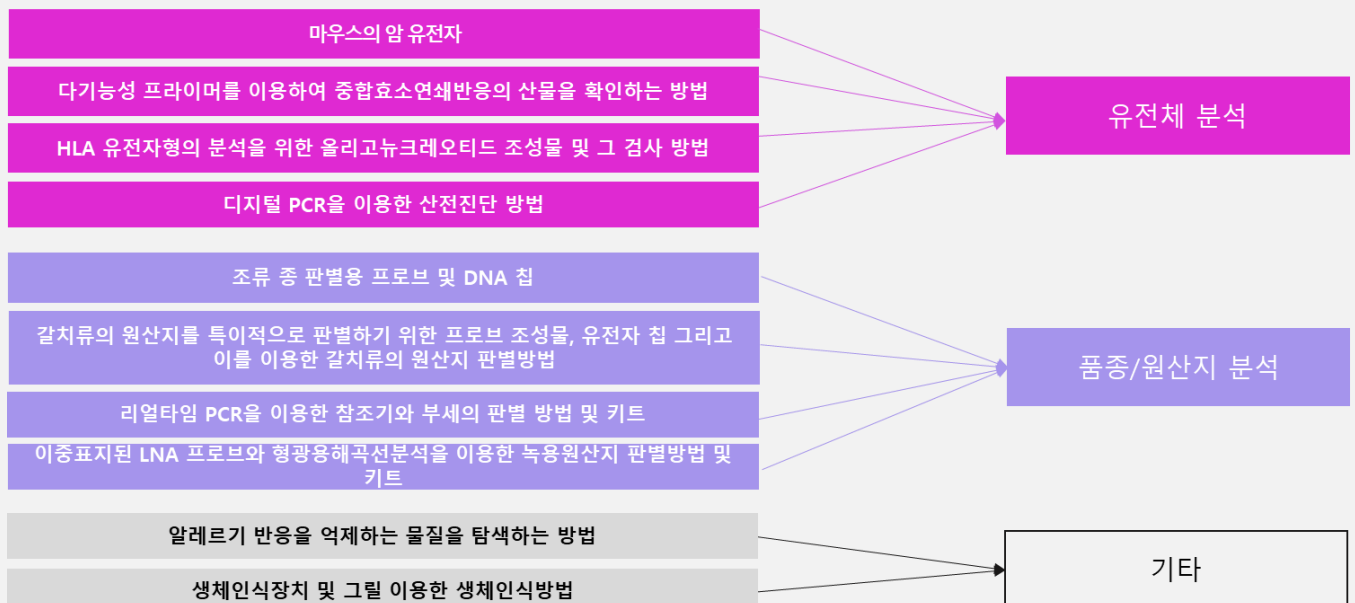 마우스의 암 유전자
다기능성 프라이머를 이용하여 중합효소연쇄반응의 산물을 확인하는 방법
HLA 유전자형의 분석을 위한 올리고뉴크레오티드 조성물 및 그 검사 방법
디지털 PCR을 이용한 산전진단 방법
유전체 분석
조류 종 판별용 프로브 및 DNA 칩
갈치류의 원산지를 특이적으로 판별하기 위한 프로브 조성물, 유전자 칩 그리고
이를 이용한 갈치류의 원산지 판별방법
리얼타임 PCR을 이용한 참조기와 부세의 판별 방법 및 키트
이중표지된 LNA 프로브와 형광용해곡선분석을 이용한 녹용원산지 판별방법 및
키트
품종/원산지 분석
알레르기 반응을 억제하는 물질을 탐색하는 방법
생체인식장치 및 그릴 이용한 생체인식방법
기타